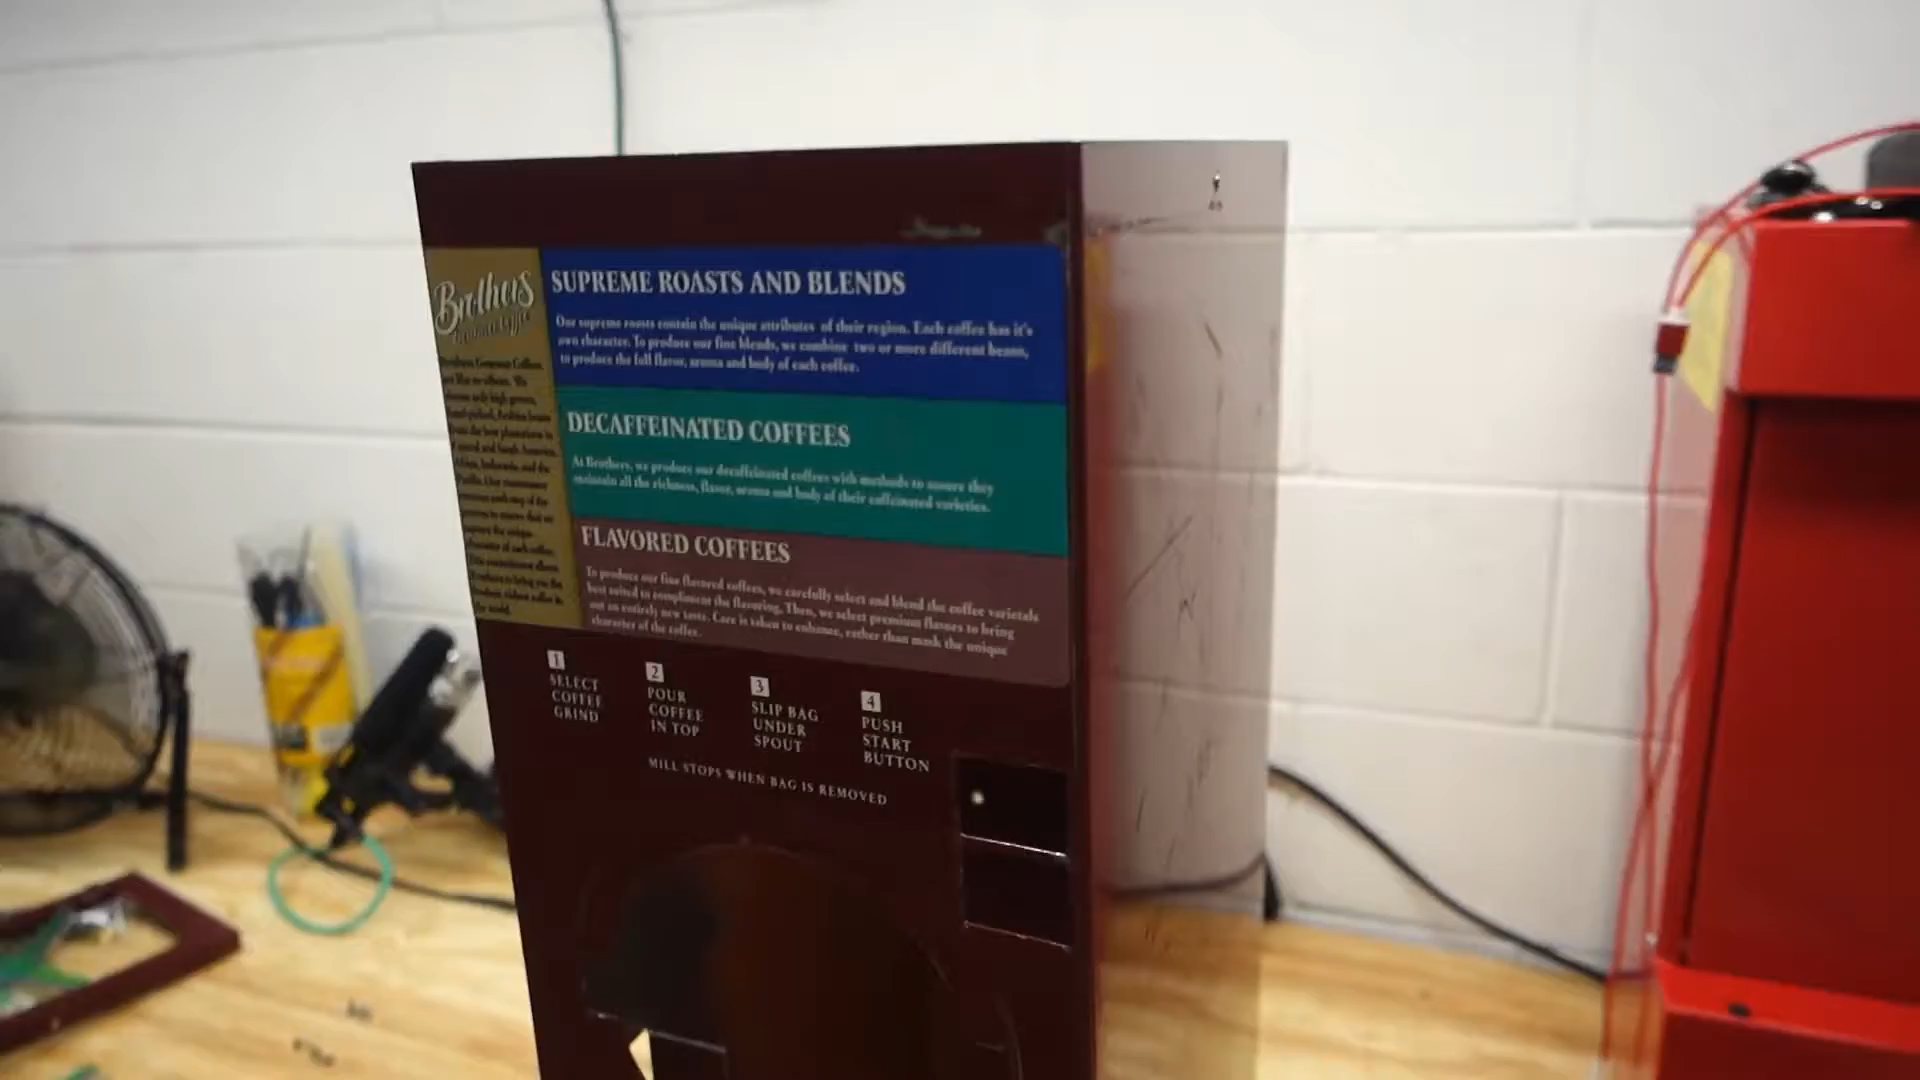 Brothers
Gourmet Coffee
SUPREME ROASTS AND BLENDS
Our supreme roasts contain the unique attributes of their region. Each coffee has it's
own character. To produce our fine blends, we combine two or more different beans,
to produce the full flavor, aroma and body of each coffee.
DECAFFEINATED COFFEES
At Brothers, we produce our decaffeinated coffees with methods to assure they
maintain all the richness, flavor, aroma and body of their caffeinated varieties.
FLAVORED COFFEES
To produce our fine flavored coffees, we carefully select and blend the coffee varietals
best suited to compliment the flavoring. Then, we select premium flavors to bring
out an entirely new taste. Care is taken to enhance, rather than mask the unique
character of the coffee.
1
SELECT
COFFEE
GRIND
2
POUR
COFFEE
IN TOP
3
SLIP BAG
UNDER
SPOUT
4
PUSH
START
BUTTON
MILL STOPS WHEN BAG IS REMOVED